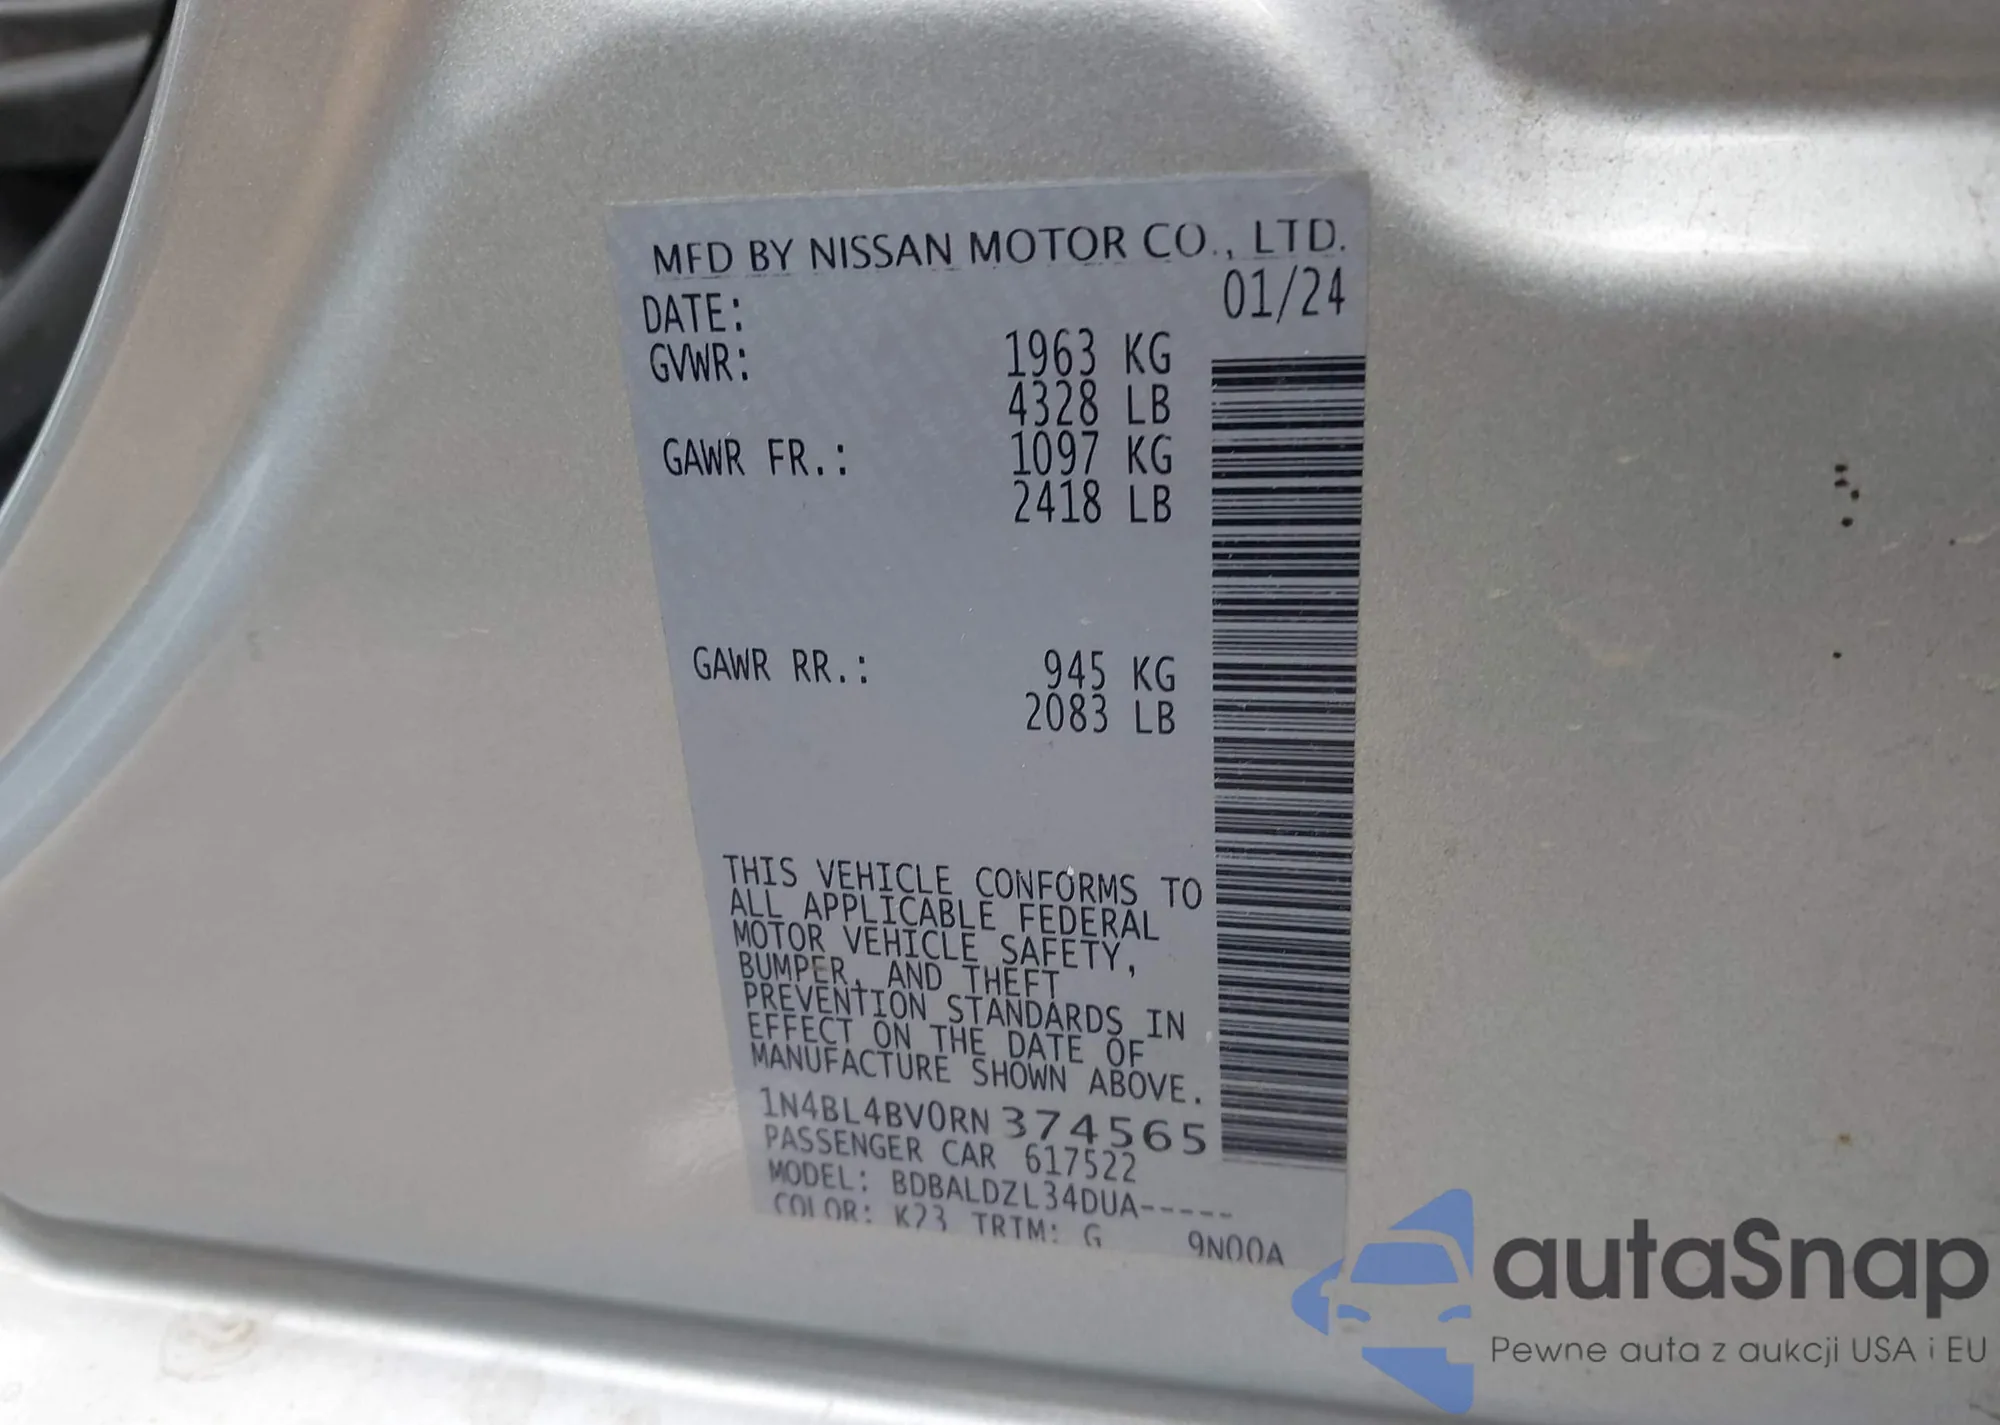 MFD BY NISSAN MOTOR CO., LTD.
DATE: 01/24
GVWR: 1963 KG
4328 LB
GAWR FR.: 1097 KG
2418 LB
GAWR RR.: 945 KG
2083 LB
THIS VEHICLE CONFORMS TO
ALL APPLICABLE FEDERAL
MOTOR VEHICLE SAFETY,
BUMPER, AND THEFT
PREVENTION STANDARDS IN
EFFECT ON THE DATE OF
MANUFACTURE SHOWN ABOVE.
1N4BL4BV0RN374565
PASSENGER CAR 617522
MODEL: BDBALDZL34DUA-----
COLOR: K23 TRIM: G 9N00A
autaSnap
Pewne auta z aukcji USA i EU